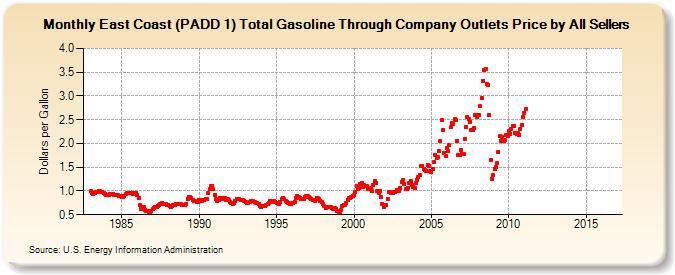 Monthly East Coast (PADD 1) Total Gasoline Through Company Outlets Price by All Sellers
Dollars per Gallon
4.0
3.5
3.0
2.5
2.0
1.5
1.0
0.5
1985 1990 1995 2000 2005 2010 2015
Source: U.S. Energy Information Administration